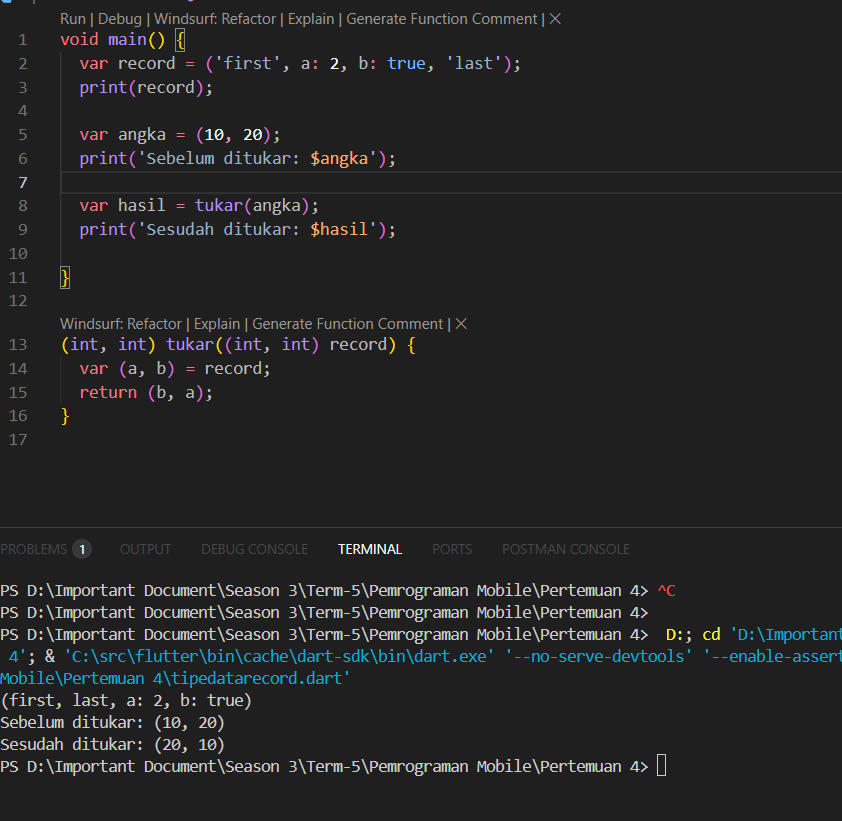 Run | Debug | Windsurf: Refactor | Explain | Generate Function Comment | ×
1 void main() {
2 var record = ('first', a: 2, b: true, 'last');
3 print(record);
4
5 var angka = (10, 20);
6 print('Sebelum ditukar: $angka');
7
8 var hasil = tukar(angka);
9 print('Sesudah ditukar: $hasil');
10
11 }
12
Windsurf: Refactor | Explain | Generate Function Comment | ×
13 (int, int) tukar((int, int) record) {
14 var (a, b) = record;
15 return (b, a);
16 }
17
PROBLEMS 1 OUTPUT DEBUG CONSOLE TERMINAL PORTS POSTMAN CONSOLE
PS D:\Important Document\Season 3\Term-5\Pemrograman Mobile\Pertemuan 4> ^C
PS D:\Important Document\Season 3\Term-5\Pemrograman Mobile\Pertemuan 4>
PS D:\Important Document\Season 3\Term-5\Pemrograman Mobile\Pertemuan 4> D:; cd 'D:\Important
4'; & 'C:\src\flutter\bin\cache\dart-sdk\bin\dart.exe' '--no-serve-devtools' '--enable-assert
Mobile\Pertemuan 4\tipedatarecord.dart'
(first, last, a: 2, b: true)
Sebelum ditukar: (10, 20)
Sesudah ditukar: (20, 10)
PS D:\Important Document\Season 3\Term-5\Pemrograman Mobile\Pertemuan 4>